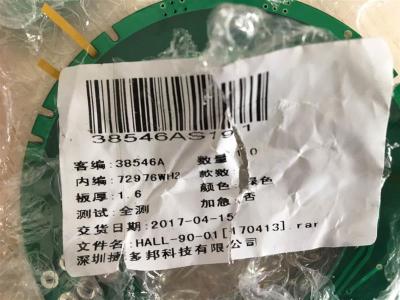 38546AS19
客编:38546A 数量
内编:72976WH2 款数
板厚:1.6 颜色:绿色
测试:全测 加急:否
交货日期:2017-04-15
文件名:HALL-90-01[170413].rar
深圳捷多邦科技有限公司